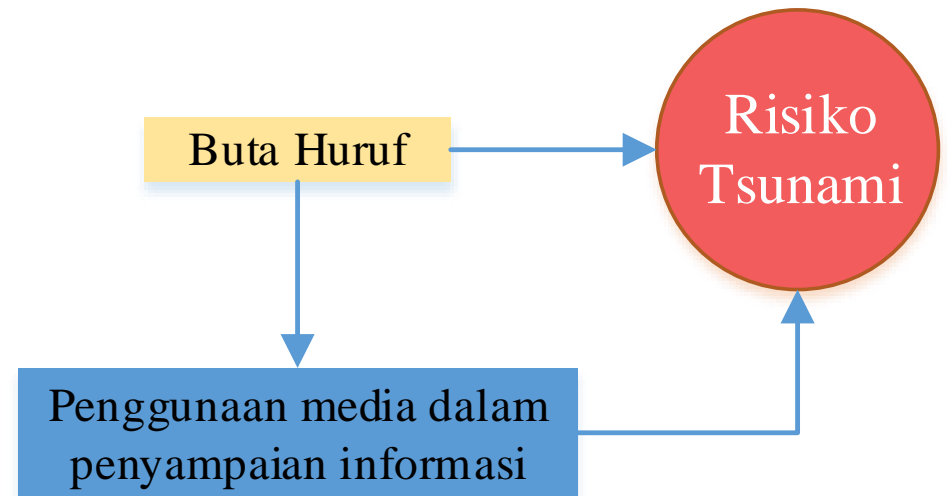 Buta Huruf
Risiko
Tsunami
Penggunaan media dalam
penyampaian informasi